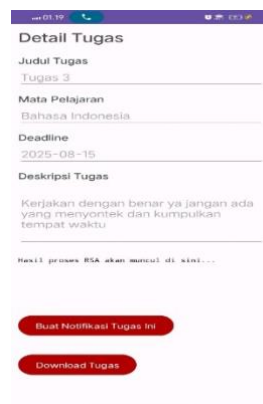 01.19
Detail Tugas
Judul Tugas
Tugas 3
Mata Pelajaran
Bahasa Indonesia
Deadline
2025-08-15
Deskripsi Tugas
Kerjakan dengan benar ya jangan ada
yang menyontek dan kumpulkan
tempat waktu
Hasil proses RSA akan muncul di sini...
Buat Notifikasi Tugas Ini
Download Tugas